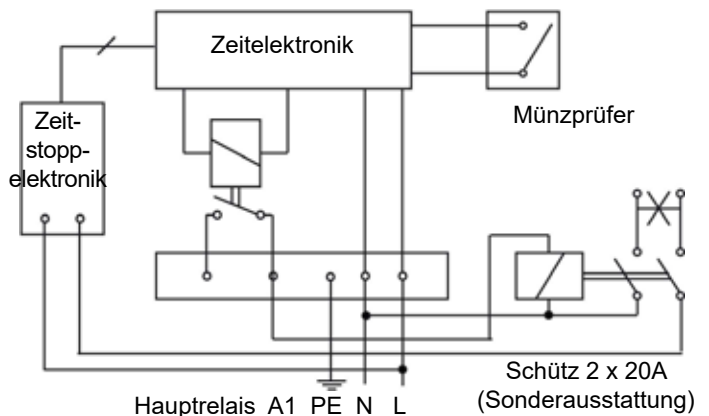 Zeitelektronik
Münzprüfer
Zeit-
stopp-
elektronik
Schütz 2 x 20A
(Sonderausstattung)
Hauptrelais A1 PE N L